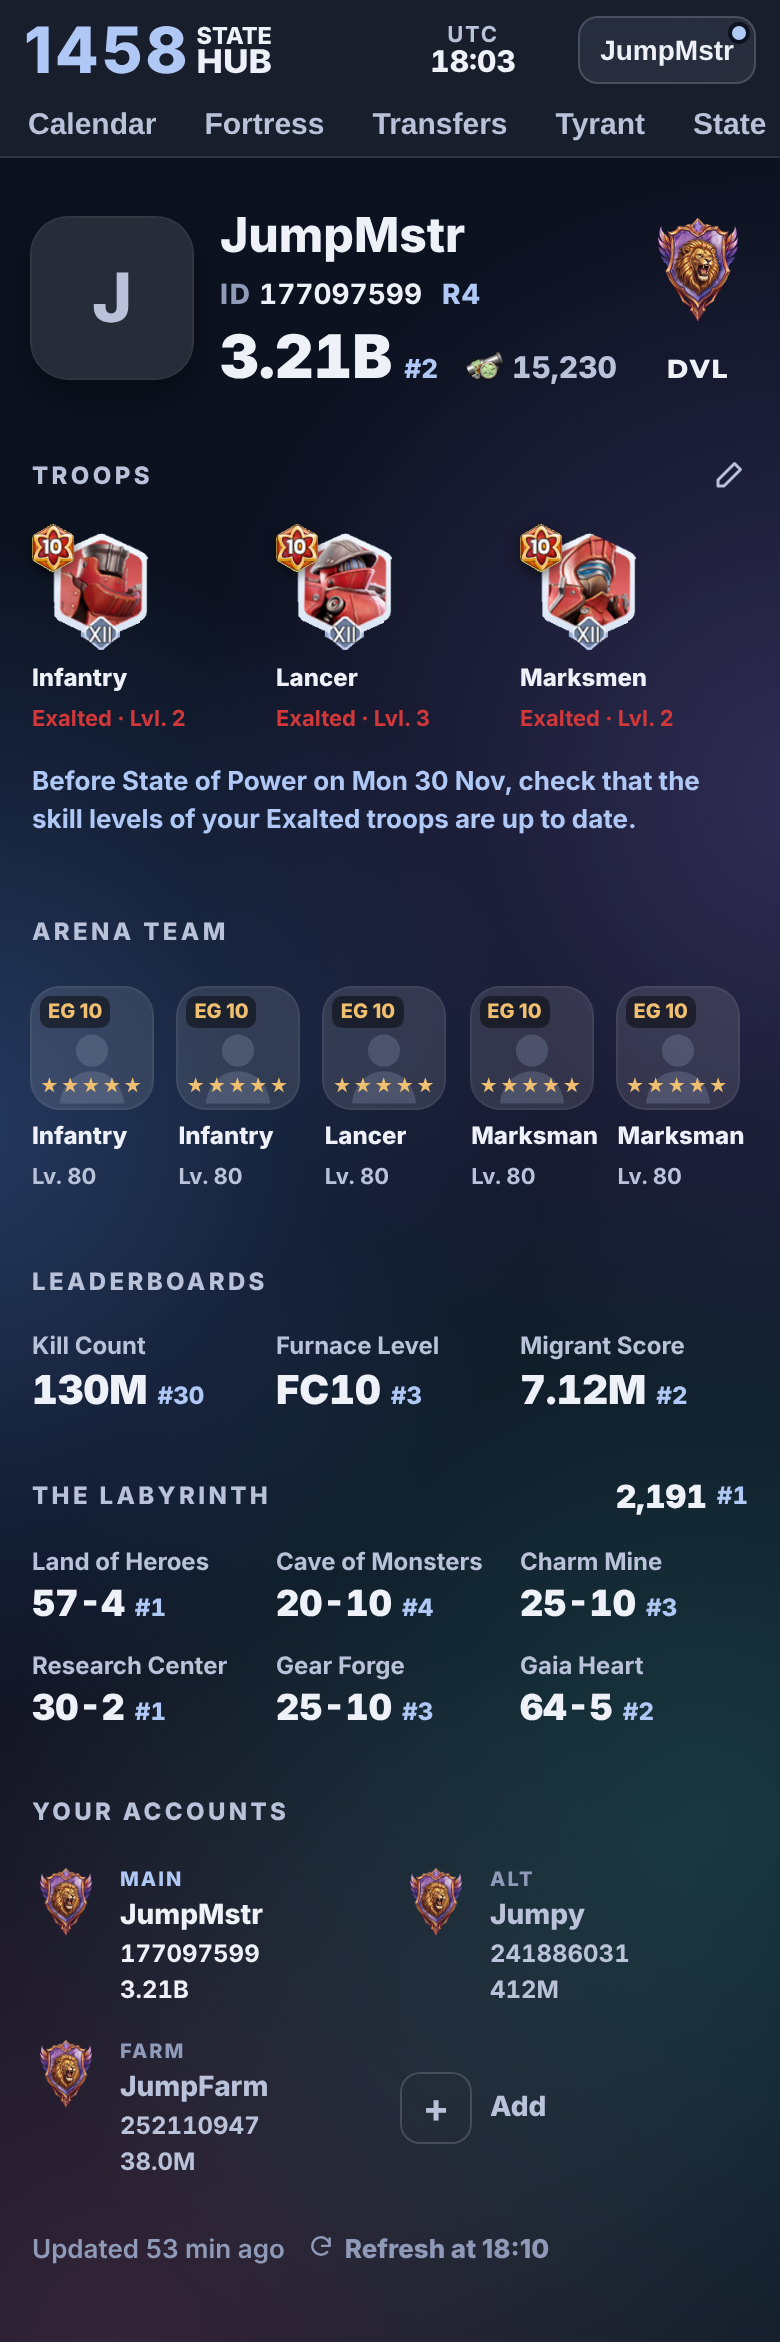 1458 STATE HUB
UTC
18:03
JumpMstr
Calendar Fortress Transfers Tyrant State
J
JumpMstr
ID 177097599 R4
3.21B #2 15,230
DVL
TROOPS
10 10 10
XII XII XII
Infantry Lancer Marksmen
Exalted · Lvl. 2 Exalted · Lvl. 3 Exalted · Lvl. 2
Before State of Power on Mon 30 Nov, check that the
skill levels of your Exalted troops are up to date.
ARENA TEAM
EG 10 EG 10 EG 10 EG 10 EG 10
★★★★★ ★★★★★ ★★★★★ ★★★★★ ★★★★★
Infantry Infantry Lancer Marksman Marksman
Lv. 80 Lv. 80 Lv. 80 Lv. 80 Lv. 80
LEADERBOARDS
Kill Count Furnace Level Migrant Score
130M #30 FC10 #3 7.12M #2
THE LABYRINTH 2,191 #1
Land of Heroes Cave of Monsters Charm Mine
57-4 #1 20-10 #4 25-10 #3
Research Center Gear Forge Gaia Heart
30-2 #1 25-10 #3 64-5 #2
YOUR ACCOUNTS
MAIN
JumpMstr
177097599
3.21B
ALT
Jumpy
241886031
412M
FARM
JumpFarm
252110947
38.0M
+ Add
Updated 53 min ago Refresh at 18:10